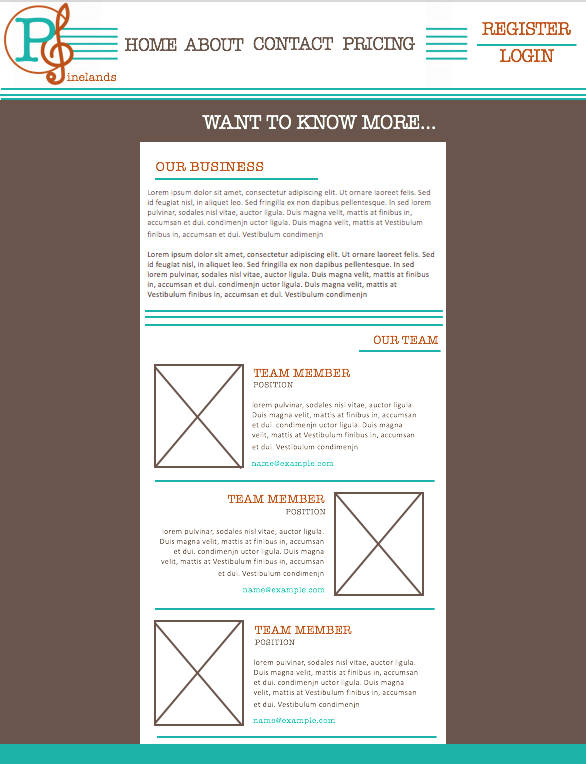 P
inelands
HOME ABOUT CONTACT PRICING
REGISTER
LOGIN
WANT TO KNOW MORE...
OUR BUSINESS
Lorem ipsum dolor sit amet, consectetur adipiscing elit. Ut ornare laoreet felis. Sed
id feugiat nisl, in aliquet leo. Sed fringilla ex non dapibus pellentesque. In sed lorem
pulvinar, sodales nisl vitae, auctor ligula. Duis magna velit, mattis at finibus in,
accumsan et dui. condimenjn uctor ligula. Duis magna velit, mattis at Vestibulum
finibus in, accumsan et dui. Vestibulum condimenjn
Lorem ipsum dolor sit amet, consectetur adipiscing elit. Ut ornare laoreet felis. Sed
id feugiat nisl, in aliquet leo. Sed fringilla ex non dapibus pellentesque. In sed
lorem pulvinar, sodales nisl vitae, auctor ligula. Duis magna velit, mattis at finibus
in, accumsan et dui. condimenjn uctor ligula. Duis magna velit, mattis at
Vestibulum finibus in, accumsan et dui. Vestibulum condimenjn
OUR TEAM
TEAM MEMBER
POSITION
lorem pulvinar, sodales nisl vitae, auctor ligula.
Duis magna velit, mattis at finibus in, accumsan
et dui. condimenjn uctor ligula. Duis magna
velit, mattis at Vestibulum finibus in, accumsan
et dui. Vestibulum condimenjn
name@example.com
TEAM MEMBER
POSITION
lorem pulvinar, sodales nisl vitae, auctor ligula.
Duis magna velit, mattis at finibus in, accumsan
et dui. condimenjn uctor ligula. Duis magna
velit, mattis at Vestibulum finibus in, accumsan
et dui. Vestibulum condimenjn
name@example.com
TEAM MEMBER
POSITION
lorem pulvinar, sodales nisl vitae, auctor ligula.
Duis magna velit, mattis at finibus in, accumsan
et dui. condimenjn uctor ligula. Duis magna
velit, mattis at Vestibulum finibus in, accumsan
et dui. Vestibulum condimenjn
name@example.com